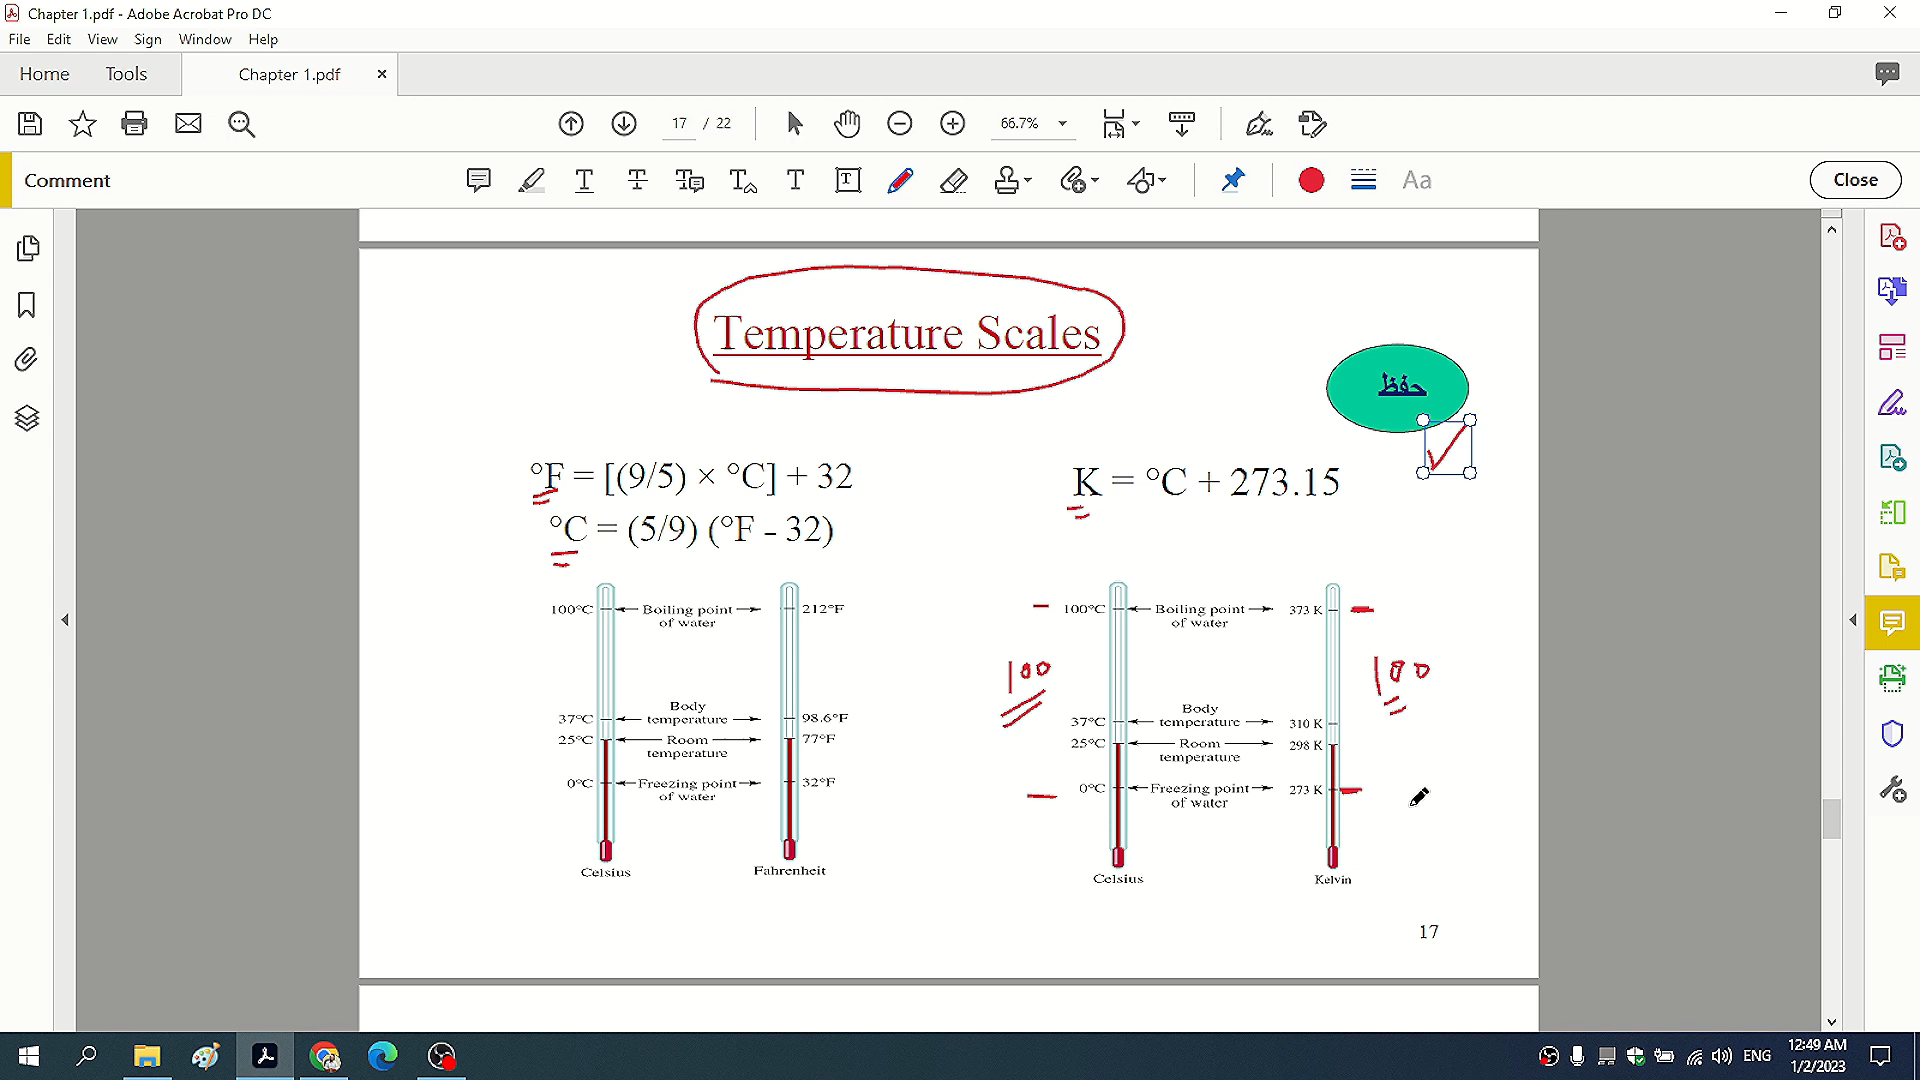 Chapter 1.pdf - Adobe Acrobat Pro DC
File Edit View Sign Window Help
Home Tools Chapter 1.pdf ×
17 / 22 66.7%
Comment
Aa
Close
Temperature Scales
حفظ
°F = [(9/5) × °C] + 32
K = °C + 273.15
°C = (5/9) (°F - 32)
100°C Boiling point of water 212°F
37°C Body temperature 98.6°F
25°C Room temperature 77°F
0°C Freezing point of water 32°F
Celsius Fahrenheit
100°C Boiling point of water 373 K
100 100
37°C Body temperature 310 K
25°C Room temperature 298 K
0°C Freezing point of water 273 K
Celsius Kelvin
17
ENG
12:49 AM
1/2/2023